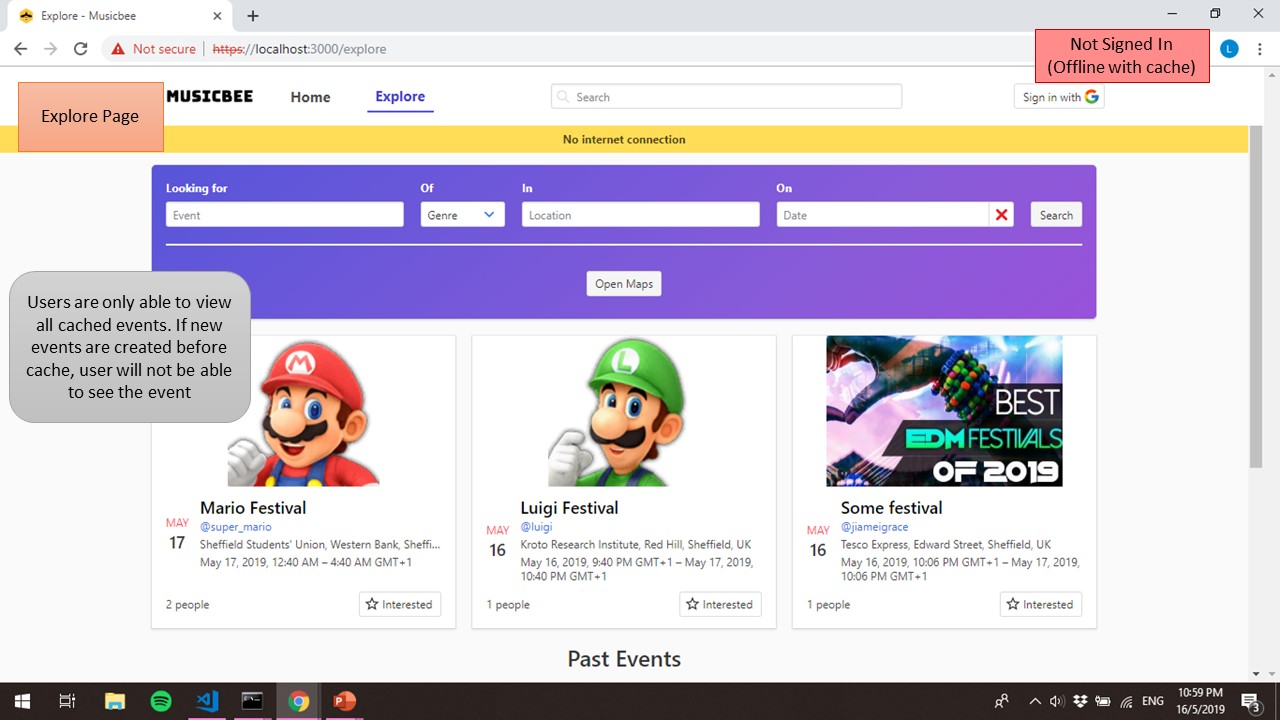 Explore - Musicbee
Not secure | https://localhost:3000/explore
L
Not Signed In
(Offline with cache)
Explore Page
MUSICBEE
Home
Explore
Search
Sign in with G
No internet connection
Looking for
Of
In
On
Event
Genre
Location
Date
Search
Open Maps
Users are only able to view
all cached events. If new
events are created before
cache, user will not be able
to see the event
M
L
BEST
EDM FESTIVALS
OF 2019
MAY
17
Mario Festival
@super_mario
Sheffield Students' Union, Western Bank, Sheffi...
May 17, 2019, 12:40 AM – 4:40 AM GMT+1
2 people
Interested
MAY
16
Luigi Festival
@luigi
Kroto Research Institute, Red Hill, Sheffield, UK
May 16, 2019, 9:40 PM GMT+1 – May 17, 2019,
10:40 PM GMT+1
1 people
Interested
MAY
16
Some festival
@jiameigrace
Tesco Express, Edward Street, Sheffield, UK
May 16, 2019, 10:06 PM GMT+1 – May 17, 2019,
10:06 PM GMT+1
1 people
Interested
Past Events
ENG
10:59 PM
16/5/2019
3